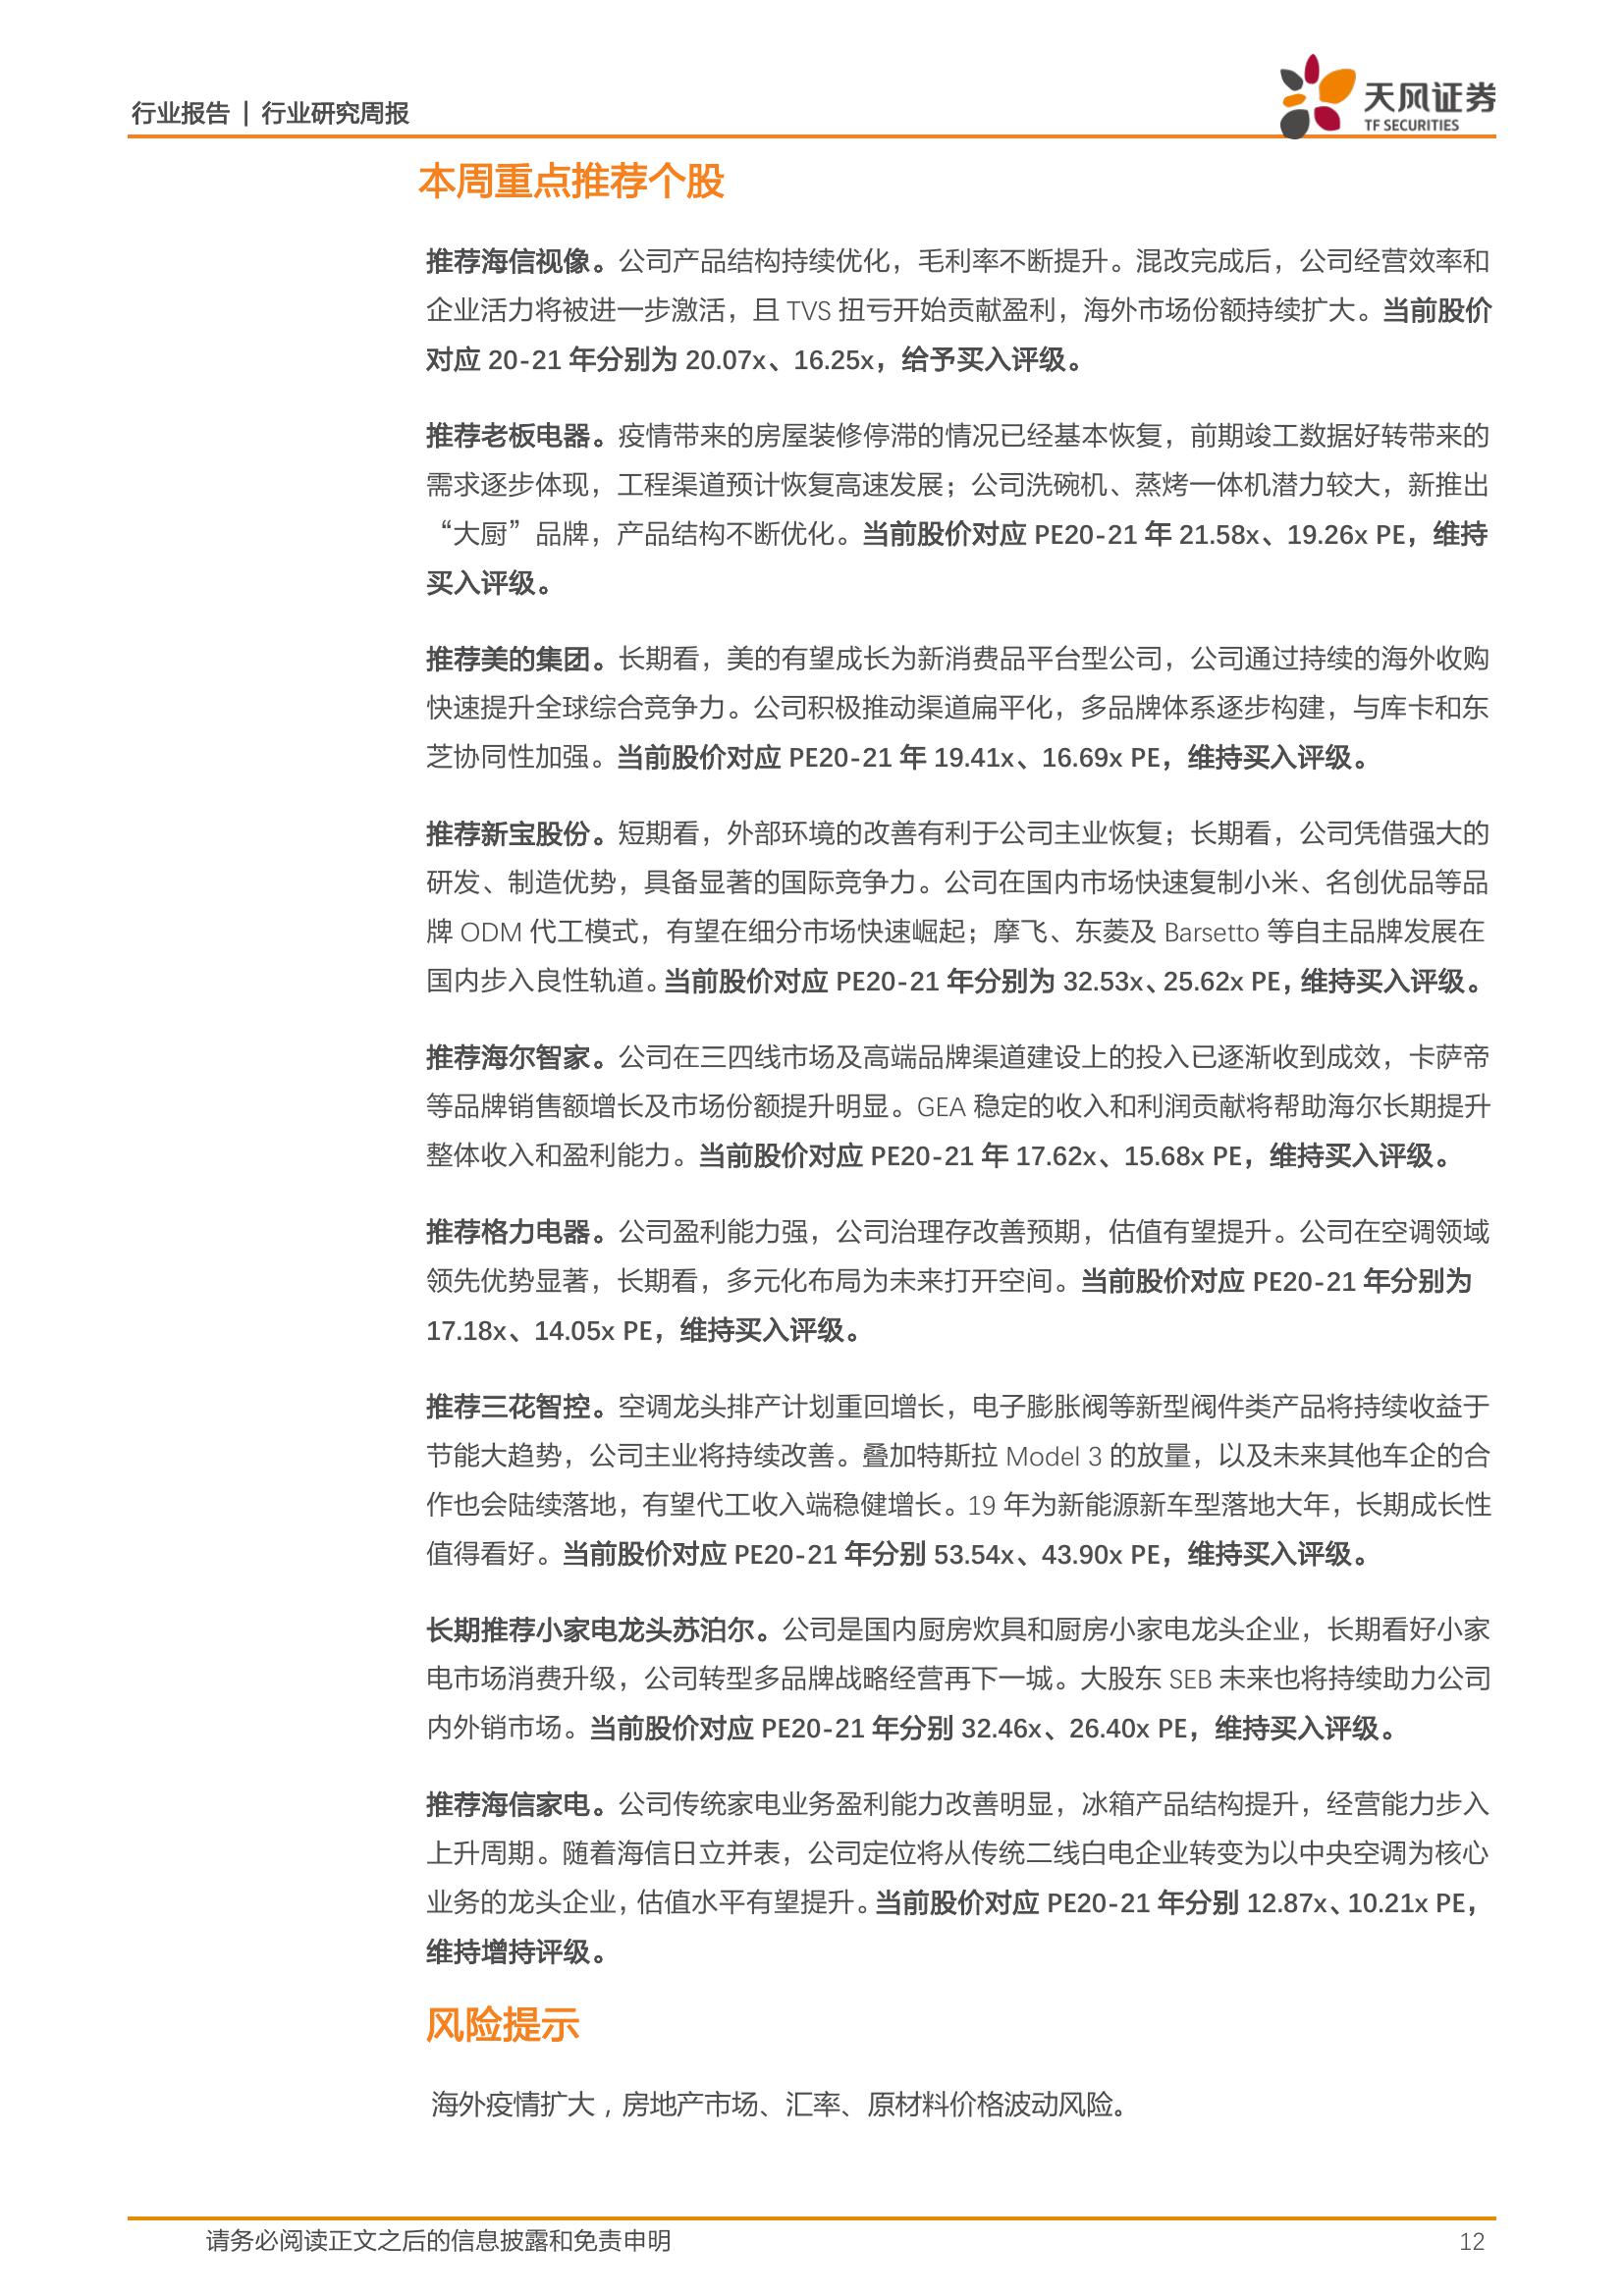 行业报告 | 行业研究周报
天风证券
TF SECURITIES
本周重点推荐个股
推荐海信视像。公司产品结构持续优化，毛利率不断提升。混改完成后，公司经营效率和
企业活力将被进一步激活，且 TVS 扭亏开始贡献盈利，海外市场份额持续扩大。当前股价
对应 20-21 年分别为 20.07x、16.25x，给予买入评级。
推荐老板电器。疫情带来的房屋装修停滞的情况已经基本恢复，前期竣工数据好转带来的
需求逐步体现，工程渠道预计恢复高速发展；公司洗碗机、蒸烤一体机潜力较大，新推出
“大厨”品牌，产品结构不断优化。当前股价对应 PE20-21 年 21.58x、19.26x PE，维持
买入评级。
推荐美的集团。长期看，美的有望成长为新消费品平台型公司，公司通过持续的海外收购
快速提升全球综合竞争力。公司积极推动渠道扁平化，多品牌体系逐步构建，与库卡和东
芝协同性加强。当前股价对应 PE20-21 年 19.41x、16.69x PE，维持买入评级。
推荐新宝股份。短期看，外部环境的改善有利于公司主业恢复；长期看，公司凭借强大的
研发、制造优势，具备显著的国际竞争力。公司在国内市场快速复制小米、名创优品等品
牌 ODM 代工模式，有望在细分市场快速崛起；摩飞、东菱及 Barsetto 等自主品牌发展在
国内步入良性轨道。当前股价对应 PE20-21 年分别为 32.53x、25.62x PE，维持买入评级。
推荐海尔智家。公司在三四线市场及高端品牌渠道建设上的投入已逐渐收到成效，卡萨帝
等品牌销售额增长及市场份额提升明显。GEA 稳定的收入和利润贡献将帮助海尔长期提升
整体收入和盈利能力。当前股价对应 PE20-21 年 17.62x、15.68x PE，维持买入评级。
推荐格力电器。公司盈利能力强，公司治理存改善预期，估值有望提升。公司在空调领域
领先优势显著，长期看，多元化布局为未来打开空间。当前股价对应 PE20-21 年分别为
17.18x、14.05x PE，维持买入评级。
推荐三花智控。空调龙头排产计划重回增长，电子膨胀阀等新型阀件类产品将持续收益于
节能大趋势，公司主业将持续改善。叠加特斯拉 Model 3 的放量，以及未来其他车企的合
作也会陆续落地，有望代工收入端稳健增长。19 年为新能源新车型落地大年，长期成长性
值得看好。当前股价对应 PE20-21 年分别 53.54x、43.90x PE，维持买入评级。
长期推荐小家电龙头苏泊尔。公司是国内厨房炊具和厨房小家电龙头企业，长期看好小家
电市场消费升级，公司转型多品牌战略经营再下一城。大股东 SEB 未来也将持续助力公司
内外销市场。当前股价对应 PE20-21 年分别 32.46x、26.40x PE，维持买入评级。
推荐海信家电。公司传统家电业务盈利能力改善明显，冰箱产品结构提升，经营能力步入
上升周期。随着海信日立并表，公司定位将从传统二线白电企业转变为以中央空调为核心
业务的龙头企业，估值水平有望提升。当前股价对应 PE20-21 年分别 12.87x、10.21x PE，
维持增持评级。
风险提示
海外疫情扩大，房地产市场、汇率、原材料价格波动风险。
请务必阅读正文之后的信息披露和免责申明
12